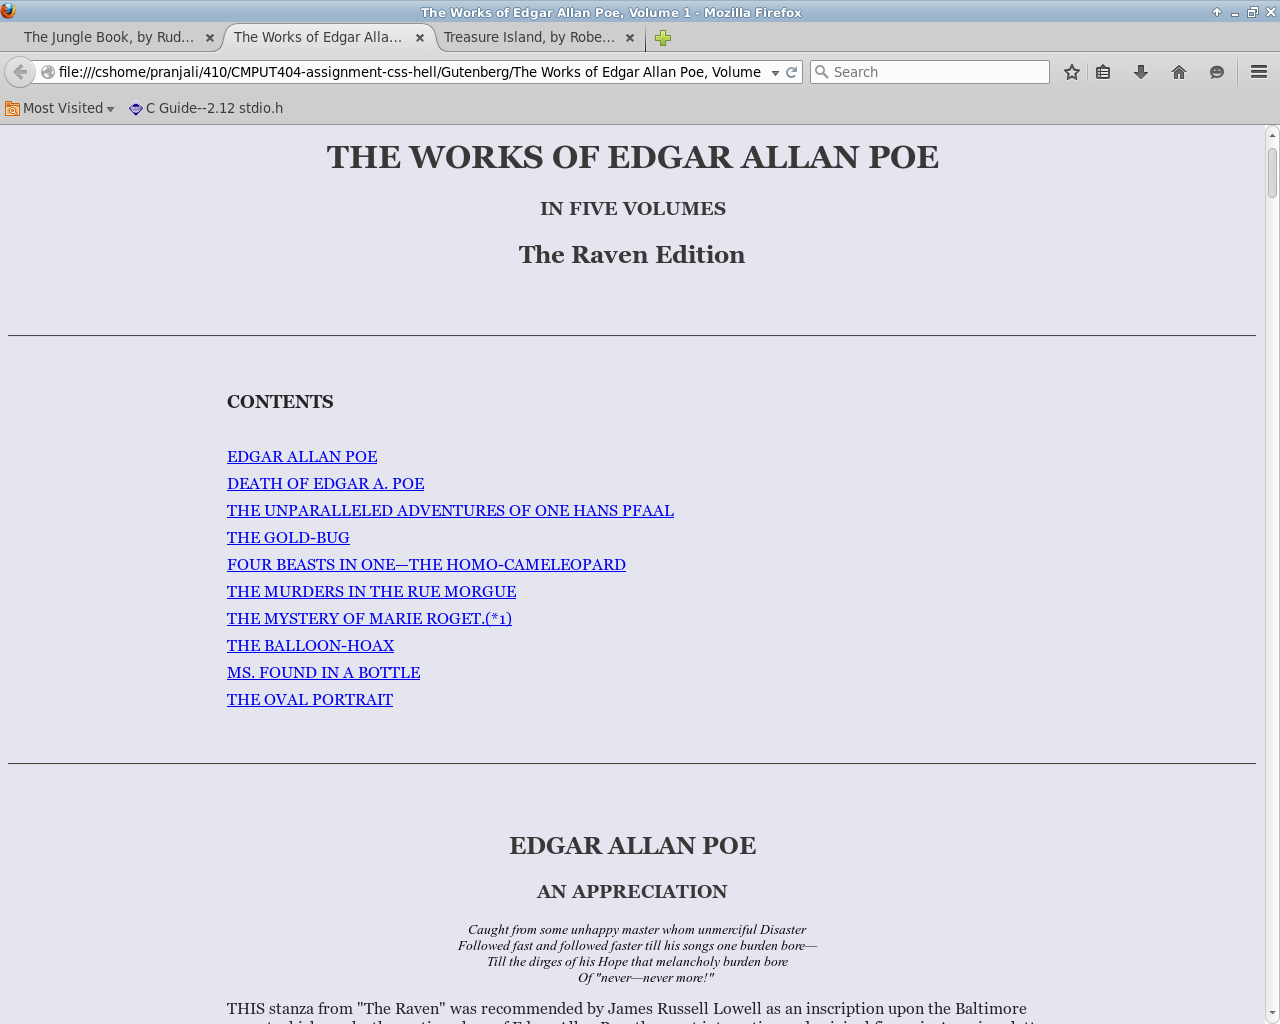 The Works of Edgar Allan Poe, Volume 1 - Mozilla Firefox
The Jungle Book, by Rud...
The Works of Edgar Alla...
Treasure Island, by Robe...
file:///cshome/pranjali/410/CMPUT404-assignment-css-hell/Gutenberg/The Works of Edgar Allan Poe, Volume
Search
Most Visited
C Guide--2.12 stdio.h
THE WORKS OF EDGAR ALLAN POE
IN FIVE VOLUMES
The Raven Edition
CONTENTS
EDGAR ALLAN POE
DEATH OF EDGAR A. POE
THE UNPARALLELED ADVENTURES OF ONE HANS PFAAL
THE GOLD-BUG
FOUR BEASTS IN ONE—THE HOMO-CAMELEOPARD
THE MURDERS IN THE RUE MORGUE
THE MYSTERY OF MARIE ROGET.(*1)
THE BALLOON-HOAX
MS. FOUND IN A BOTTLE
THE OVAL PORTRAIT
EDGAR ALLAN POE
AN APPRECIATION
Caught from some unhappy master whom unmerciful Disaster
Followed fast and followed faster till his songs one burden bore—
Till the dirges of his Hope that melancholy burden bore
Of "never—never more!"
THIS stanza from "The Raven" was recommended by James Russell Lowell as an inscription upon the Baltimore